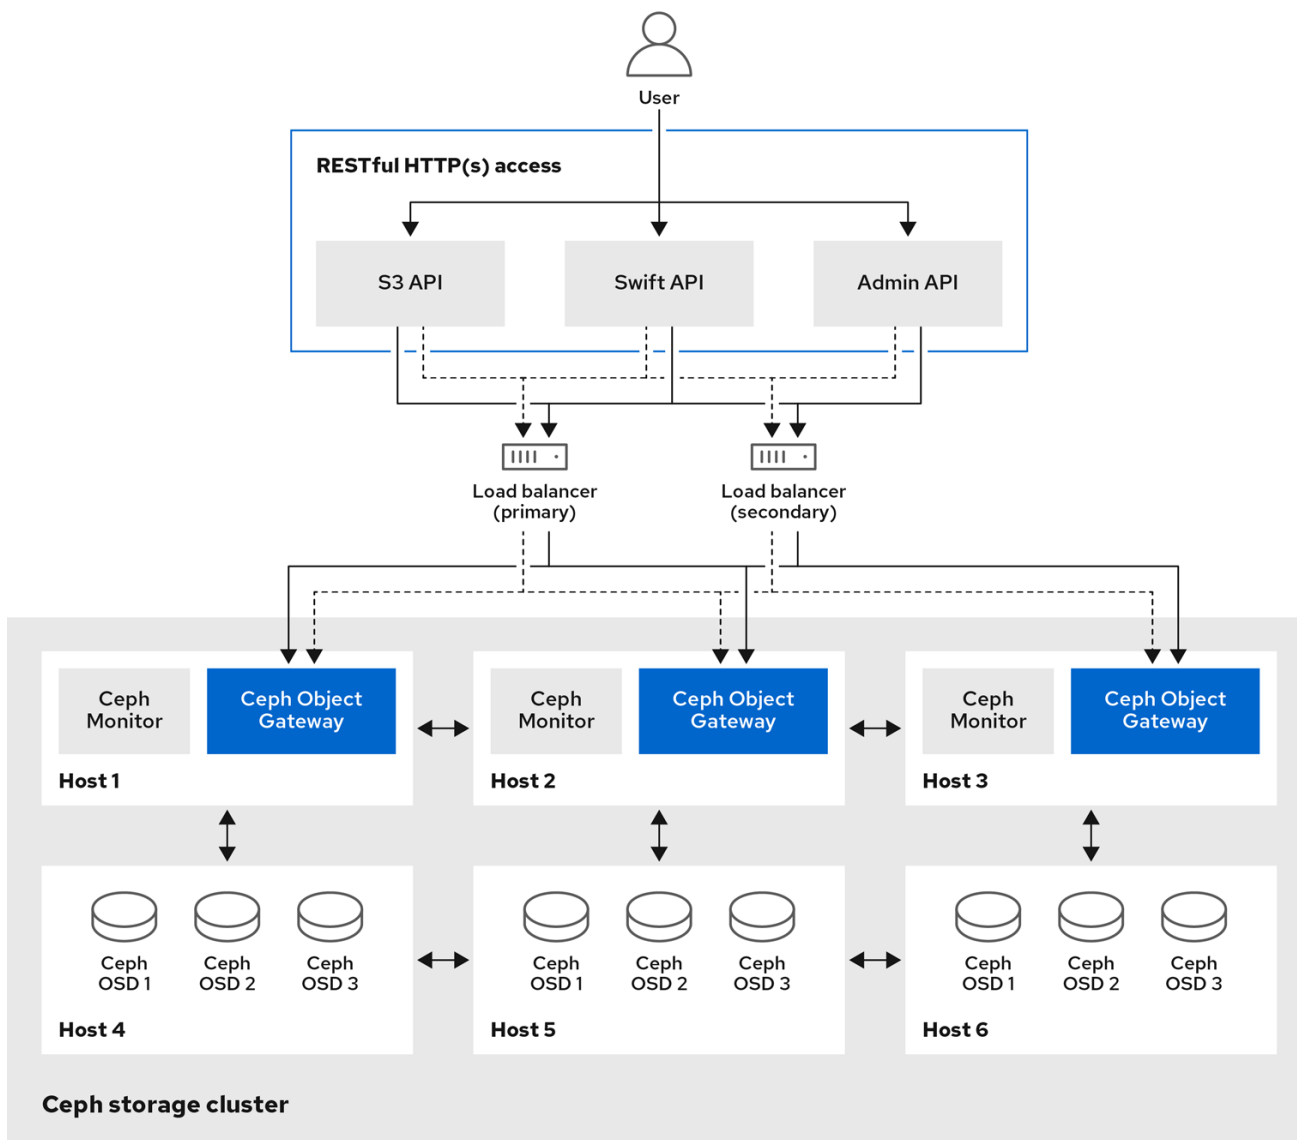 User
RESTful HTTP(s) access
S3 API
Swift API
Admin API
Load balancer
(primary)
Load balancer
(secondary)
Ceph
Monitor
Ceph Object
Gateway
Host 1
Ceph
Monitor
Ceph Object
Gateway
Host 2
Ceph
Monitor
Ceph Object
Gateway
Host 3
Ceph
OSD 1
Ceph
OSD 2
Ceph
OSD 3
Host 4
Ceph
OSD 1
Ceph
OSD 2
Ceph
OSD 3
Host 5
Ceph
OSD 1
Ceph
OSD 2
Ceph
OSD 3
Host 6
Ceph storage cluster